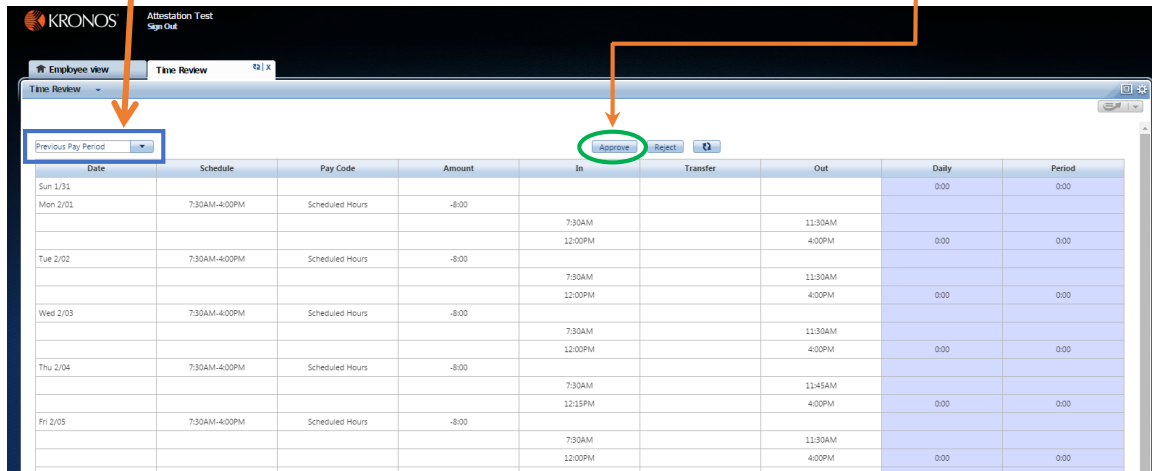 KRONOS Attestation Test
Sign Out
Employee view Time Review X
Time Review
Previous Pay Period Approve Reject
Date Schedule Pay Code Amount In Transfer Out Daily Period
Sun 1/31 0:00 0:00
Mon 2/01 7:30AM-4:00PM Scheduled Hours -8:00
7:30AM 11:30AM
12:00PM 4:00PM 0:00 0:00
Tue 2/02 7:30AM-4:00PM Scheduled Hours -8:00
7:30AM 11:30AM
12:00PM 4:00PM 0:00 0:00
Wed 2/03 7:30AM-4:00PM Scheduled Hours -8:00
7:30AM 11:30AM
12:00PM 4:00PM 0:00 0:00
Thu 2/04 7:30AM-4:00PM Scheduled Hours -8:00
7:30AM 11:45AM
12:15PM 4:00PM 0:00 0:00
Fri 2/05 7:30AM-4:00PM Scheduled Hours -8:00
7:30AM 11:30AM
12:00PM 4:00PM 0:00 0:00